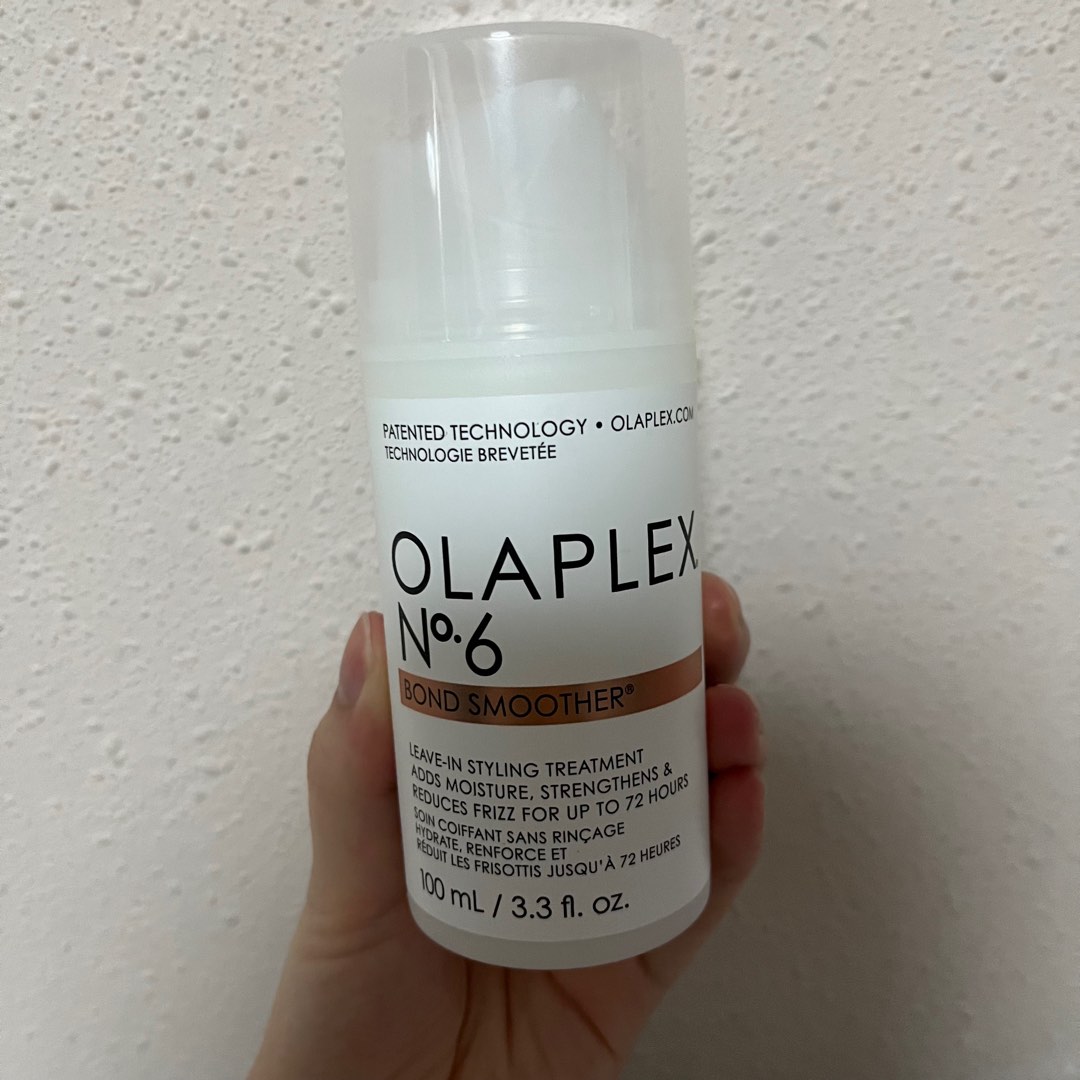 PATENTED TECHNOLOGY • OLAPLEX.COM
TECHNOLOGIE BREVETÉE
OLAPLEX
Nº.6
BOND SMOOTHER®
LEAVE-IN STYLING TREATMENT
ADDS MOISTURE, STRENGTHENS &
REDUCES FRIZZ FOR UP TO 72 HOURS
SOIN COIFFANT SANS RINÇAGE
HYDRATE, RENFORCE ET
RÉDUIT LES FRISOTTIS JUSQU'À 72 HEURES
100 mL / 3.3 fl. oz.